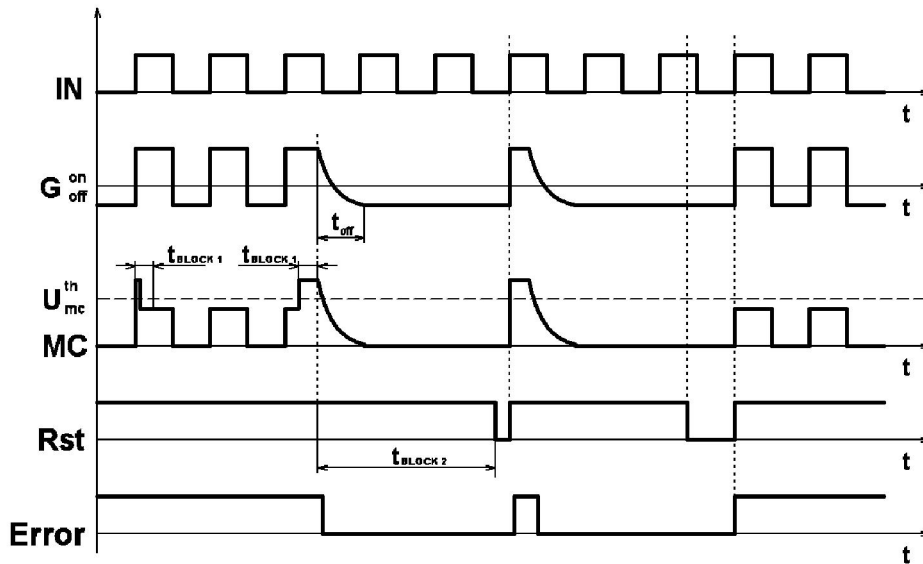 IN
t
G on off
t
t off
t BLOCK 1
t BLOCK 1
U th mc
MC
t
Rst
t
t BLOCK 2
Error
t